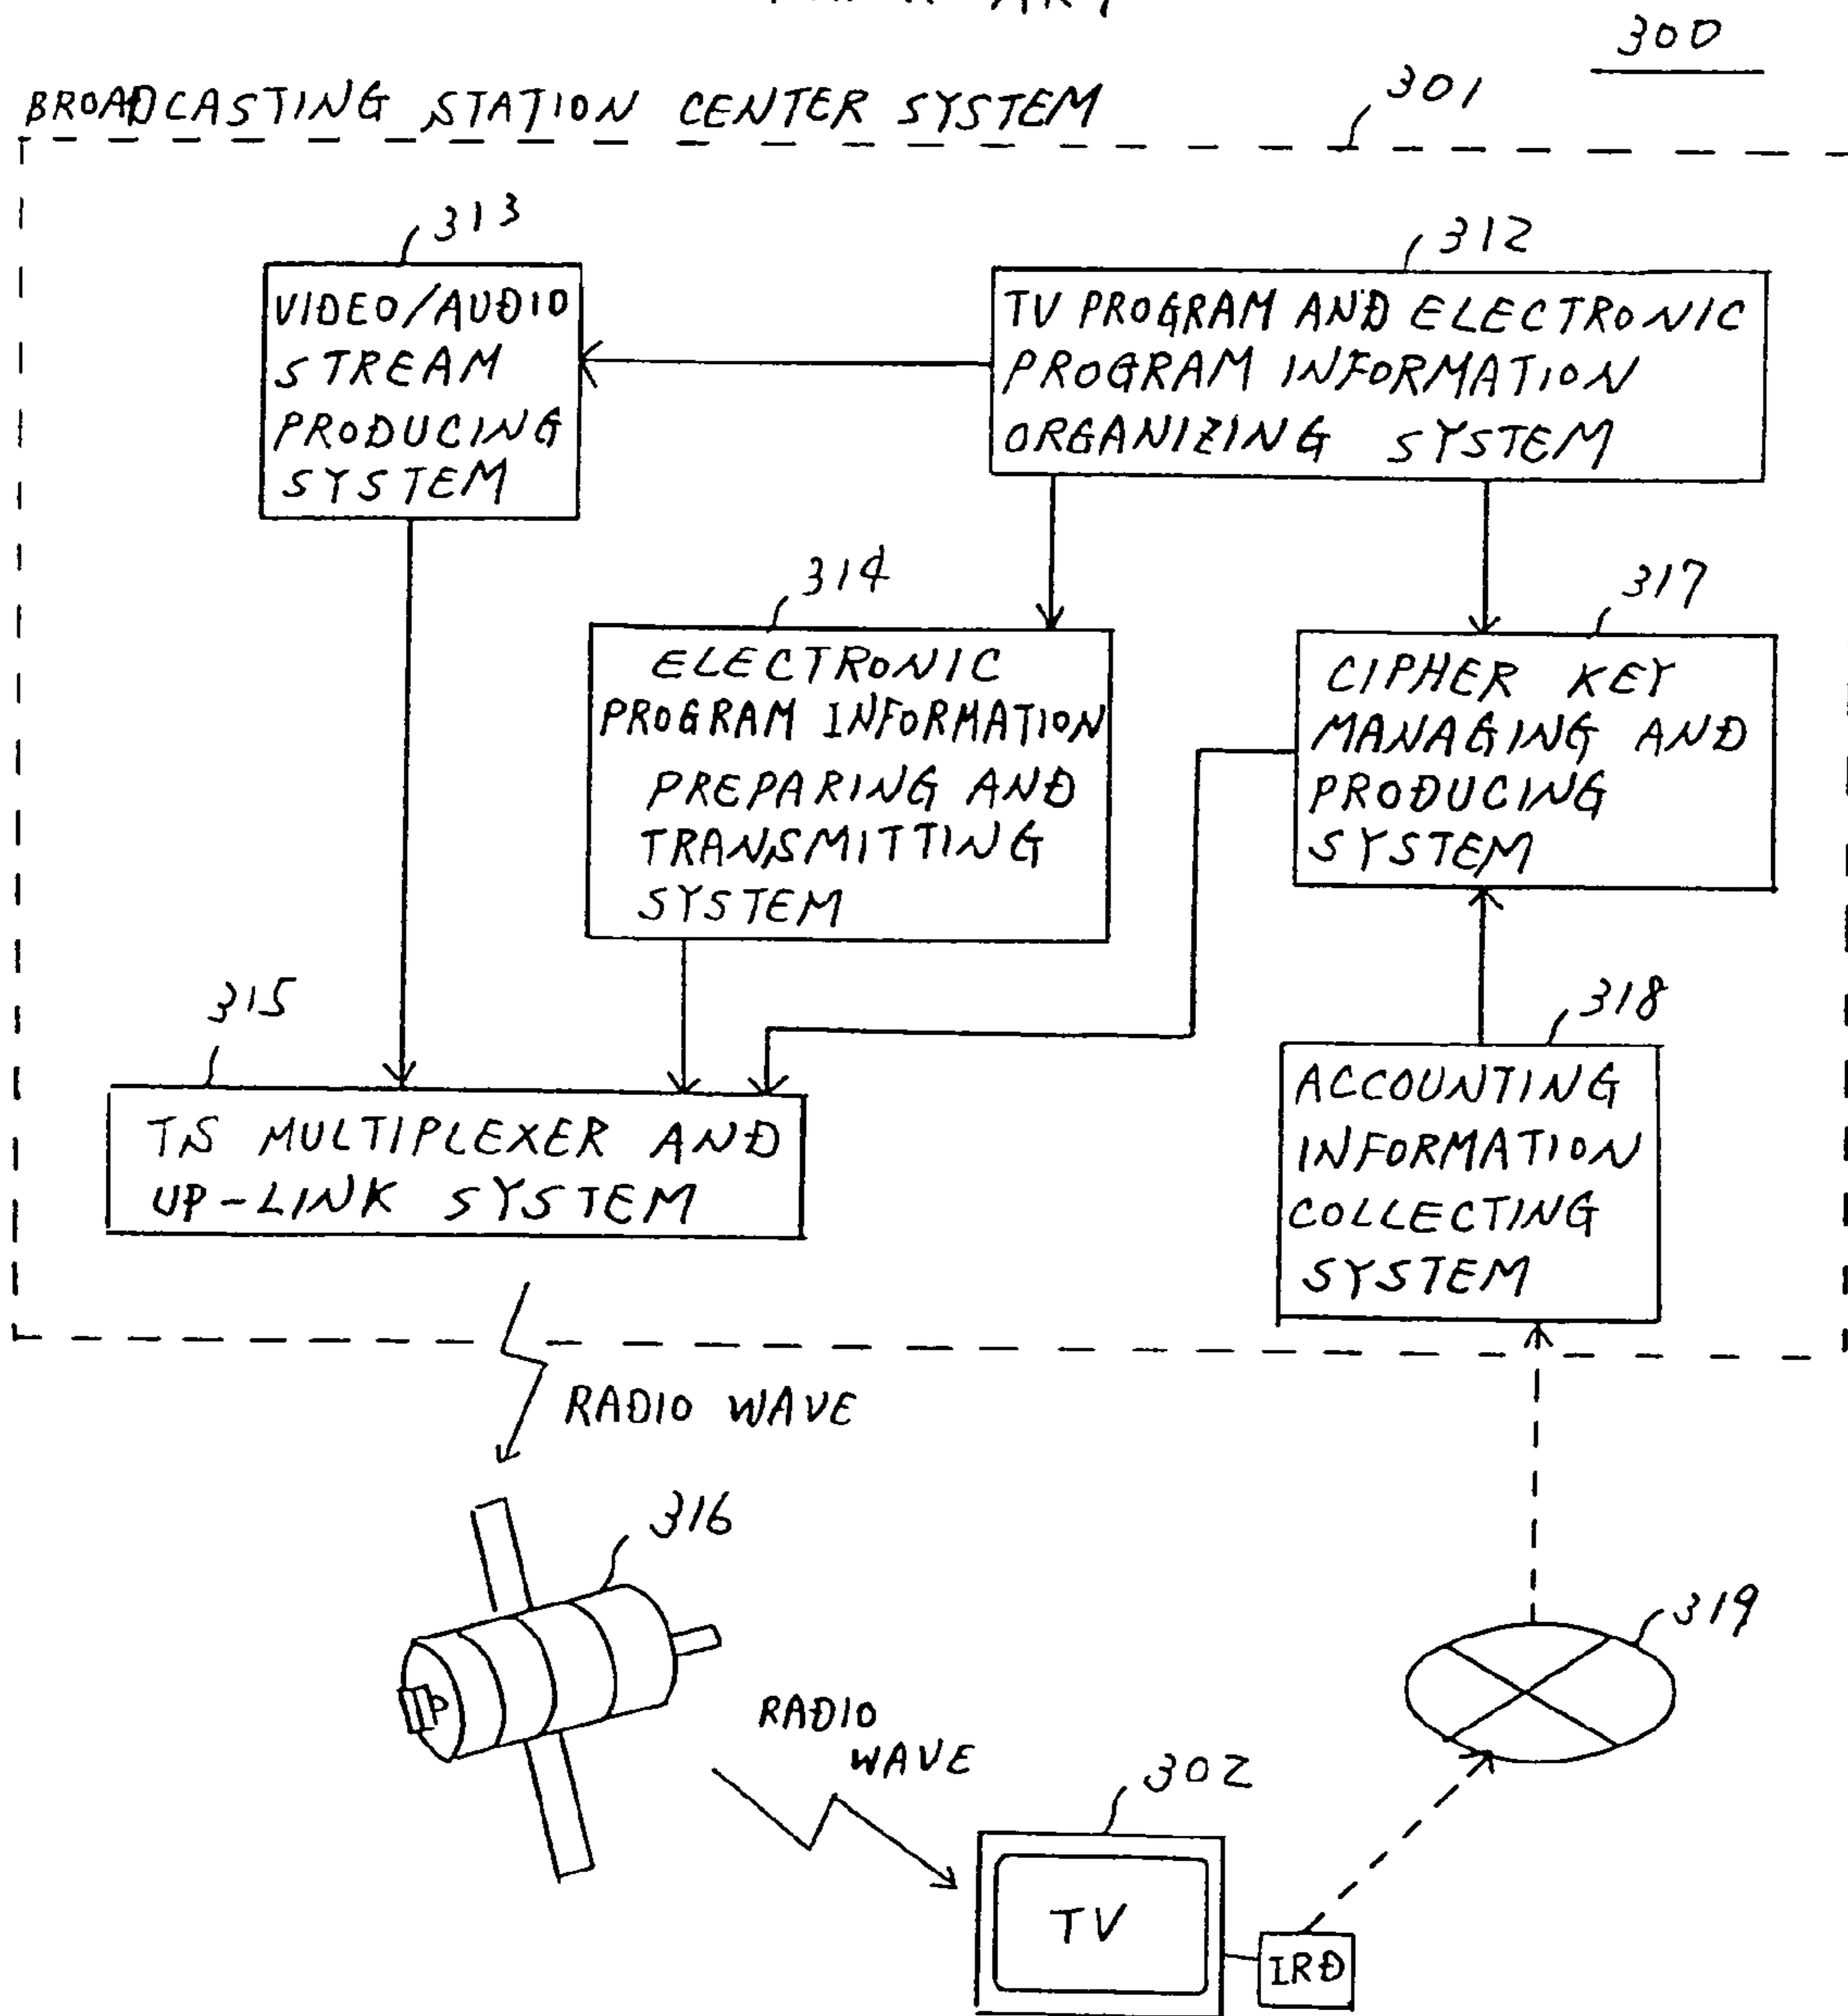 300
BROADCASTING STATION CENTER SYSTEM
301
313
312
VIDEO/AUDIO
STREAM
PRODUCING
SYSTEM
TV PROGRAM AND ELECTRONIC
PROGRAM INFORMATION
ORGANIZING SYSTEM
314
317
ELECTRONIC
PROGRAM INFORMATION
PREPARING AND
TRANSMITTING
SYSTEM
CIPHER KEY
MANAGING AND
PRODUCING
SYSTEM
315
318
TS MULTIPLEXER AND
UP-LINK SYSTEM
ACCOUNTING
INFORMATION
COLLECTING
SYSTEM
RADIO WAVE
316
319
RADIO
WAVE
302
TV
IRD